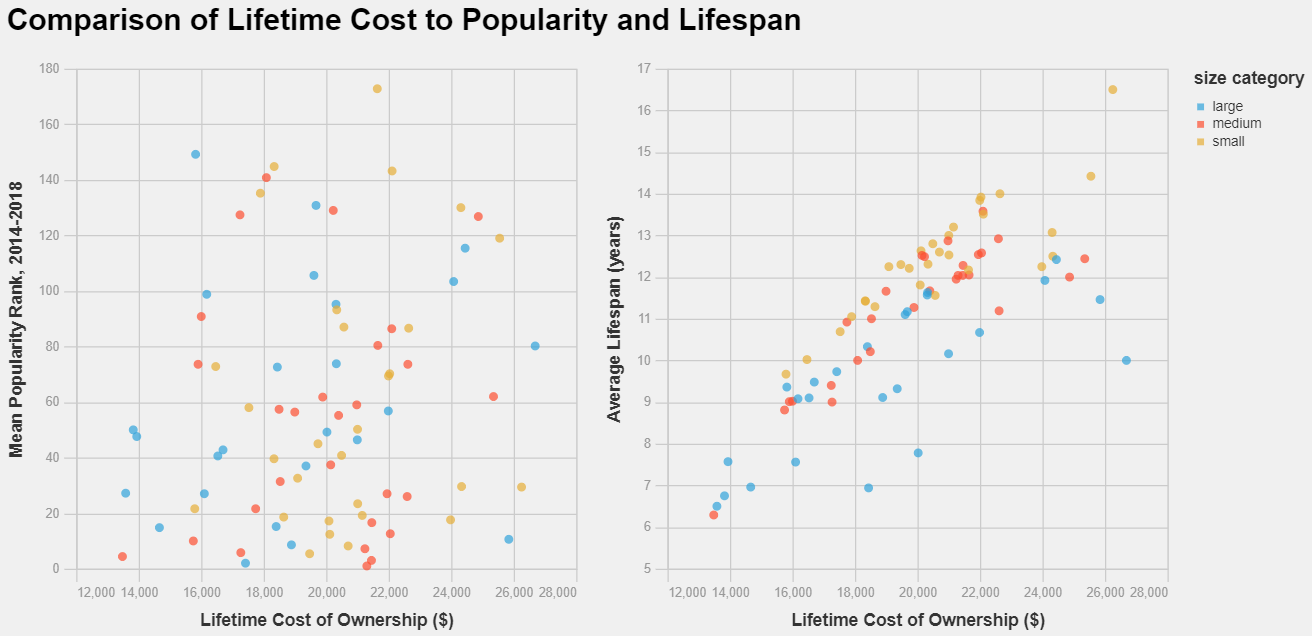 Comparison of Lifetime Cost to Popularity and Lifespan
180
160
140
120
100
80
60
40
20
0
Mean Popularity Rank, 2014-2018
12,000 14,000 16,000 18,000 20,000 22,000 24,000 26,000 28,000
Lifetime Cost of Ownership ($)
17
16
15
14
13
12
11
10
9
8
7
6
5
Average Lifespan (years)
12,000 14,000 16,000 18,000 20,000 22,000 24,000 26,000 28,000
Lifetime Cost of Ownership ($)
size category
large
medium
small